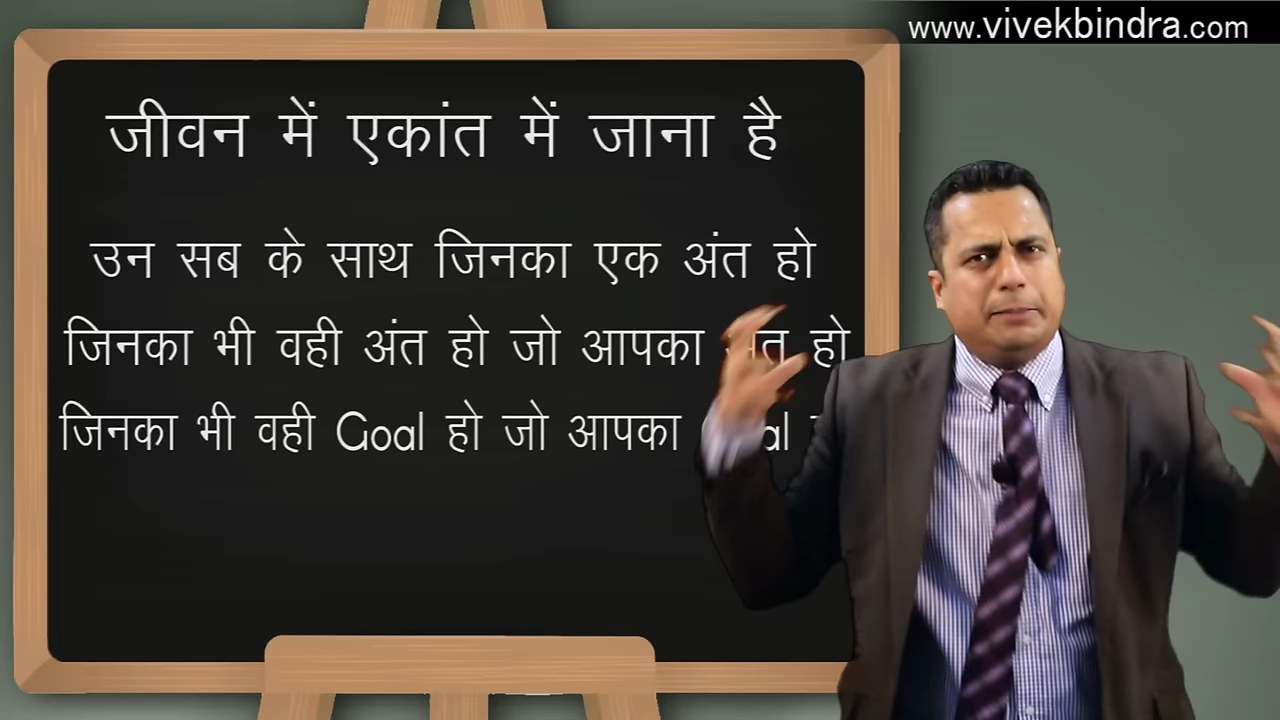 www.vivekbindra.com
जीवन में एकांत में जाना है
उन सब के साथ जिनका एक अंत हो
जिनका भी वही अंत हो जो आपका हो
जिनका भी वही Goal हो जो आपका